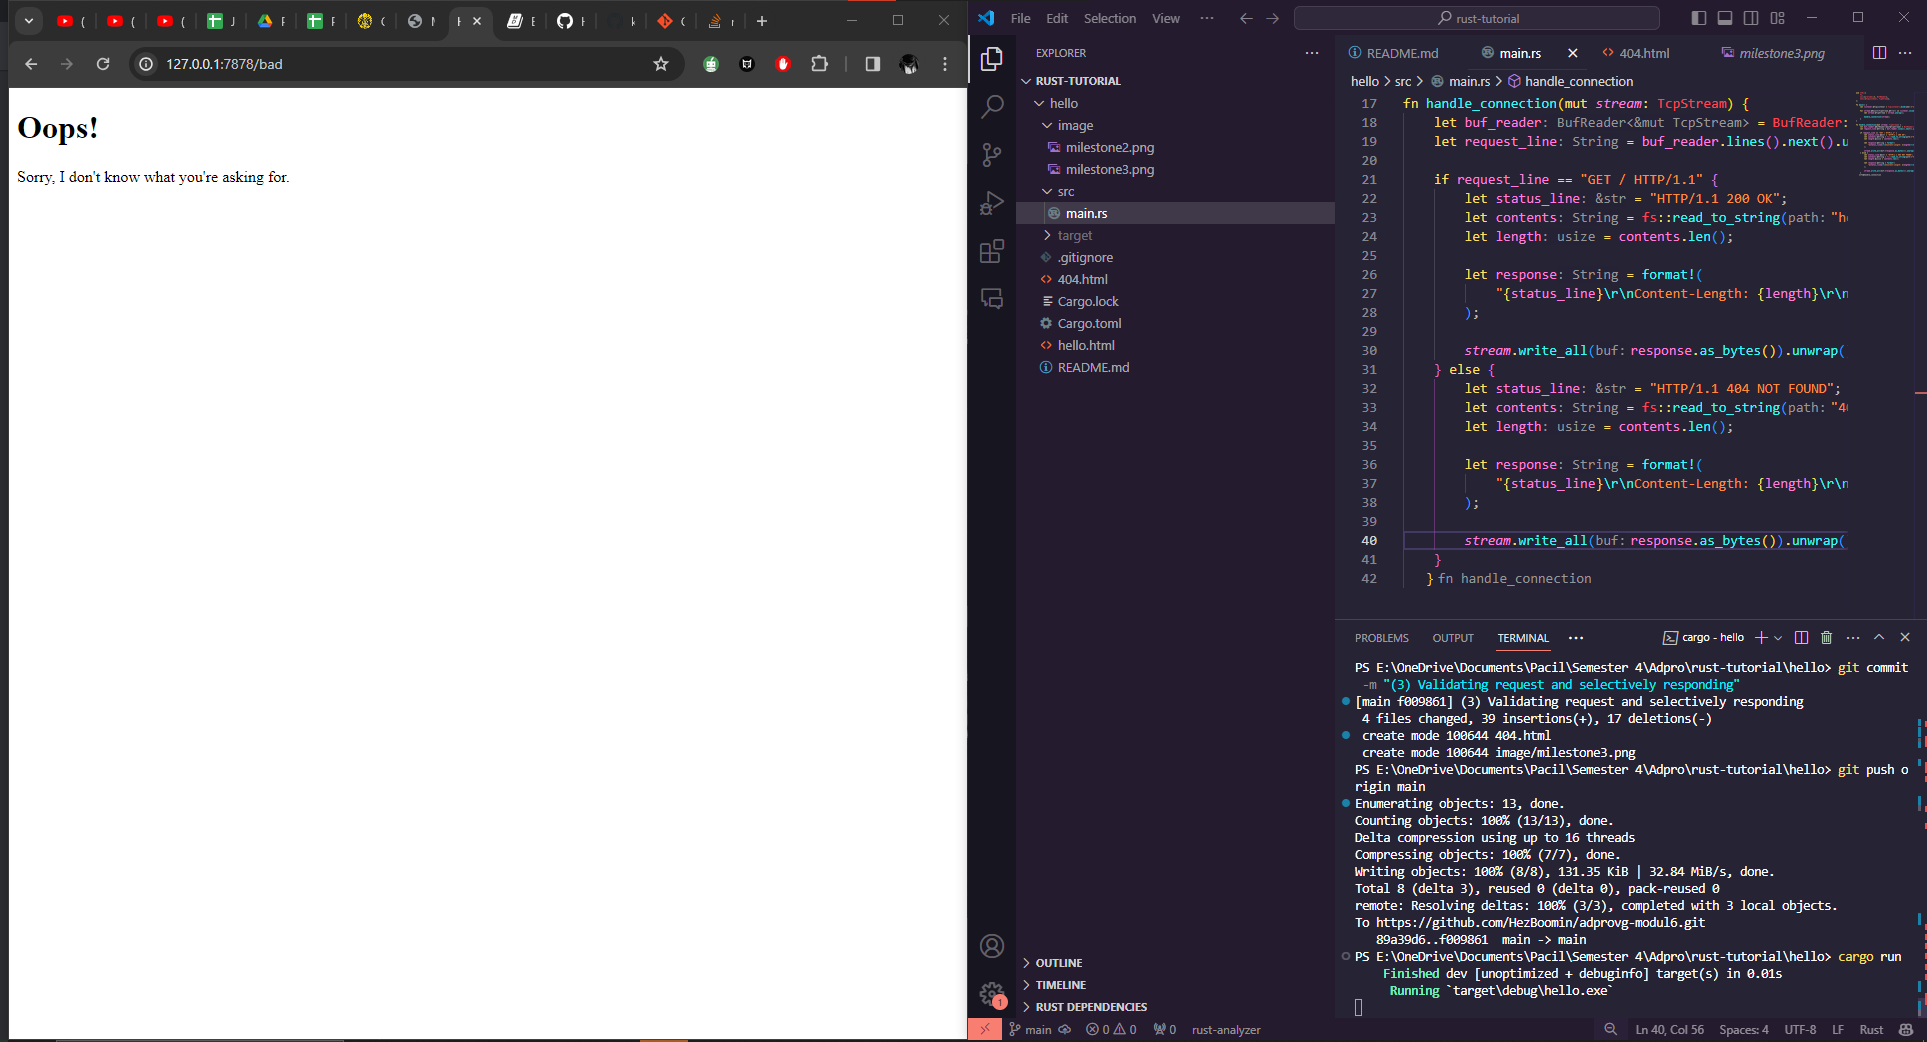 127.0.0.1:7878/bad
Oops!
Sorry, I don't know what you're asking for.
File Edit Selection View ···
rust-tutorial
EXPLORER
RUST-TUTORIAL
hello
image
milestone2.png
milestone3.png
src
main.rs
target
.gitignore
404.html
Cargo.lock
Cargo.toml
hello.html
README.md
OUTLINE
TIMELINE
RUST DEPENDENCIES
README.md main.rs 404.html milestone3.png
hello > src > main.rs > handle_connection
17 fn handle_connection(mut stream: TcpStream) {
18 let buf_reader: BufReader<&mut TcpStream> = BufReader:
19 let request_line: String = buf_reader.lines().next().u
20
21 if request_line == "GET / HTTP/1.1" {
22 let status_line: &str = "HTTP/1.1 200 OK";
23 let contents: String = fs::read_to_string(path: "he
24 let length: usize = contents.len();
25
26 let response: String = format!(
27 "{status_line}\r\nContent-Length: {length}\r\n
28 );
29
30 stream.write_all(buf: response.as_bytes()).unwrap(
31 } else {
32 let status_line: &str = "HTTP/1.1 404 NOT FOUND";
33 let contents: String = fs::read_to_string(path: "40
34 let length: usize = contents.len();
35
36 let response: String = format!(
37 "{status_line}\r\nContent-Length: {length}\r\n
38 );
39
40 stream.write_all(buf: response.as_bytes()).unwrap(
41 }
42 } fn handle_connection
PROBLEMS OUTPUT TERMINAL ··· cargo - hello
PS E:\OneDrive\Documents\Pacil\Semester 4\Adpro\rust-tutorial\hello> git commit
-m "(3) Validating request and selectively responding"
[main f009861] (3) Validating request and selectively responding
4 files changed, 39 insertions(+), 17 deletions(-)
create mode 100644 404.html
create mode 100644 image/milestone3.png
PS E:\OneDrive\Documents\Pacil\Semester 4\Adpro\rust-tutorial\hello> git push o
rigin main
Enumerating objects: 13, done.
Counting objects: 100% (13/13), done.
Delta compression using up to 16 threads
Compressing objects: 100% (7/7), done.
Writing objects: 100% (8/8), 131.35 KiB | 32.84 MiB/s, done.
Total 8 (delta 3), reused 0 (delta 0), pack-reused 0
remote: Resolving deltas: 100% (3/3), completed with 3 local objects.
To https://github.com/HezBoomin/adprovg-modul6.git
89a39d6..f009861 main -> main
PS E:\OneDrive\Documents\Pacil\Semester 4\Adpro\rust-tutorial\hello> cargo run
Finished dev [unoptimized + debuginfo] target(s) in 0.01s
Running `target\debug\hello.exe`
1
main 0 0 0 rust-analyzer Ln 40, Col 56 Spaces: 4 UTF-8 LF Rust